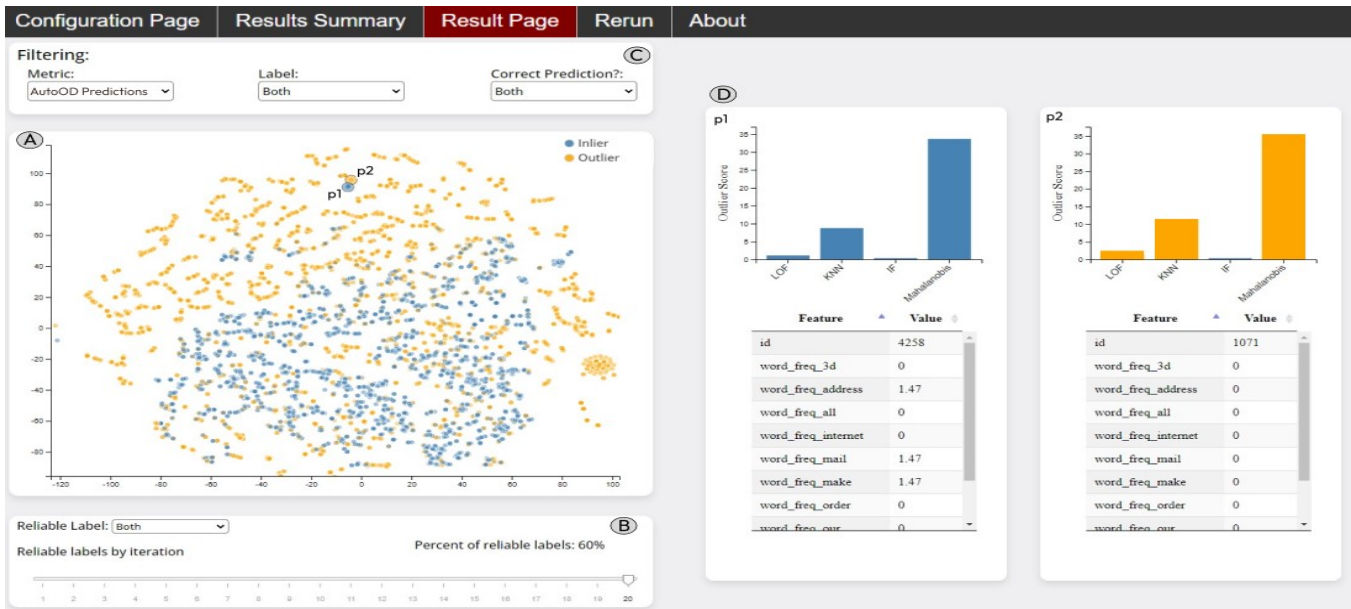 Configuration Page Results Summary Result Page Rerun About
Filtering: C
Metric: Label: Correct Prediction?:
AutoOD Predictions Both Both
A
Inlier
Outlier
p2
p1
100
80
60
40
20
0
-20
-40
-60
-80
-120 -100 -80 -60 -40 -20 0 20 40 60 80 100
Reliable Label: Both B
Reliable labels by iteration Percent of reliable labels: 60%
1 2 3 4 5 6 7 8 9 10 11 12 13 14 15 16 17 18 19 20
D
p1
Outlier Score
35
30
25
20
15
10
5
0
LOF KNN IF Mahalanobis
Feature Value
id 4258
word_freq_3d 0
word_freq_address 1.47
word_freq_all 0
word_freq_internet 0
word_freq_mail 1.47
word_freq_make 1.47
word_freq_order 0
word_freq_our 0
p2
Outlier Score
35
30
25
20
15
10
5
0
LOF KNN IF Mahalanobis
Feature Value
id 1071
word_freq_3d 0
word_freq_address 0
word_freq_all 0
word_freq_internet 0
word_freq_mail 0
word_freq_make 0
word_freq_order 0
word_freq_our 0